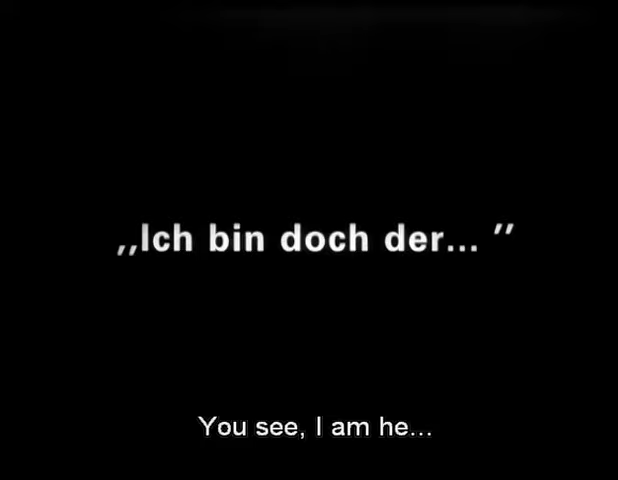 ,,Ich bin doch der... ″
You see, I am he...